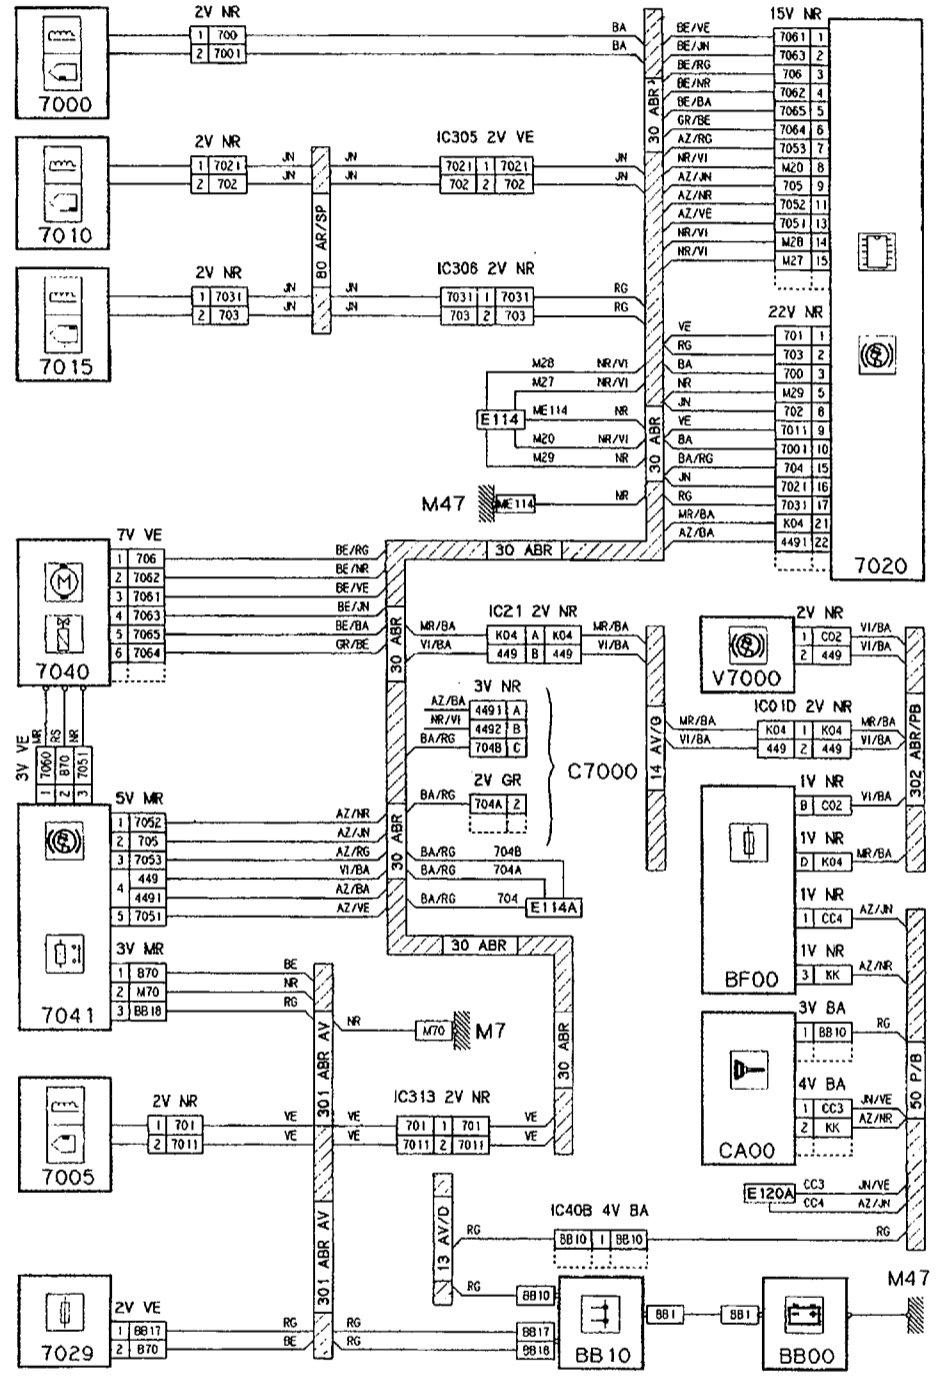 2V NR
1 700
2 7001
7000
BA
BA
2V NR
1 7021
2 702
7010
JN JN
JN JN
IC305 2V VE
7021 1 7021
702 2 702
JN
JN
80 AR/SP
2V NR
1 7031
2 703
7015
JN JN
JN JN
IC306 2V NR
7031 1 7031
703 2 703
RG
RG
30 ABR
15V NR
BE/VE 7061 1
BE/JN 7063 2
BE/RG 706 3
BE/NR 7062 4
BE/BA 7065 5
GR/BE 7064 6
AZ/RG 7053 7
NR/VI M20 8
AZ/JN 705 9
AZ/NR 7052 11
AZ/VE 7051 13
NR/VI M28 14
NR/VI M27 15
22V NR
VE 701 1
RG 703 2
BA 700 3
NR M29 5
JN 702 8
VE 7011 9
BA 7001 10
BA/RG 704 15
JN 7021 16
RG 7031 17
MR/BA K04 21
AZ/BA 4491 22
7020
M28 NR/VI
M27 NR/VI
E114
ME114 NR
M20 NR/VI
M29 NR
30 ABR
M47 ME114 NR
30 ABR
7V VE
1 706 BE/RG
2 7062 BE/NR
3 7061 BE/VE
4 7063 BE/JN
5 7065 BE/BA
6 7064 GR/BE
7040
30 ABR
IC21 2V NR
MR/BA K04 A K04 MR/BA
VI/BA 449 B 449 VI/BA
3V NR
AZ/BA 4491 A
NR/VI 4492 B
BA/RG 704B C
2V GR
BA/RG 704A 2
C7000
14 AV/G
V7000
2V NR
1 C02 VI/BA
2 449 VI/BA
IC01D 2V NR
MR/BA K04 1 K04 MR/BA
VI/BA 449 2 449 VI/BA
302 ABR/PB
3V VE
MR RS NR
7060 B70 7051
1 2 3
5V MR
1 7052 AZ/NR
2 705 AZ/JN
3 7053 AZ/RG
4 449 VI/BA
4491 AZ/BA
5 7051 AZ/VE
3V MR
1 B70 BE
2 M70 NR
3 BB18 RG
7041
30 ABR
BA/RG 704B
BA/RG 704A
BA/RG 704 E114A
30 ABR
30 ABR
BF00
1V NR
B C02 VI/BA
1V NR
D K04 MR/BA
1V NR
1 CC4 AZ/JN
1V NR
3 KK AZ/NR
CA00
3V BA
1 BB10 RG
4V BA
1 CC3 JN/VE
2 KK AZ/NR
50 P/B
E120A CC3 JN/VE
CC4 AZ/JN
301 ABR AV
NR M70 M7
7005
2V NR
1 701 VE VE
2 7011 VE VE
IC313 2V NR
701 1 701 VE
7011 2 7011 VE
13 AV/D
IC40B 4V BA
RG BB10 1 BB10 RG
RG BB10
301 ABR AV
7029
2V VE
1 BB17 RG RG BB17
2 B70 BE RG BB18
BB10
BB1 BB1
BB00
M47